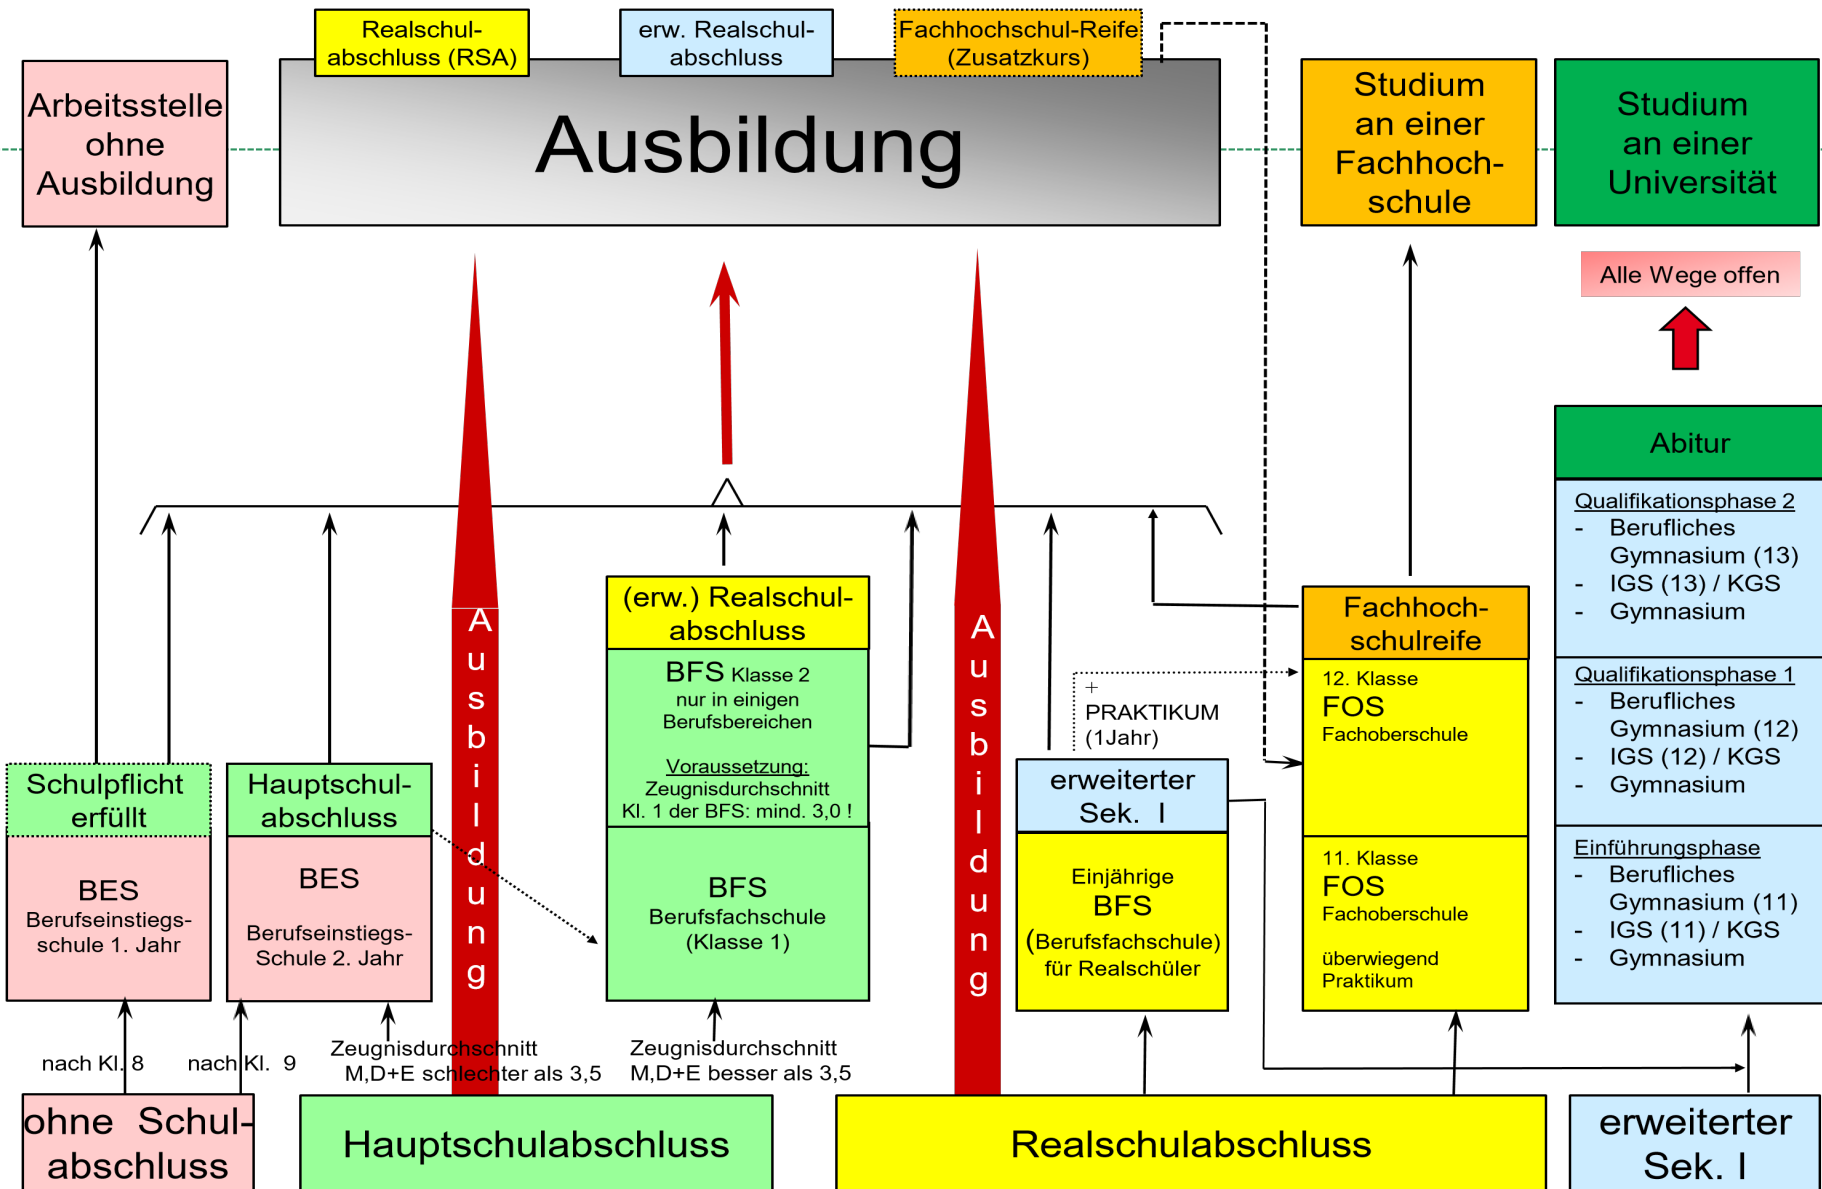 Realschul-
abschluss (RSA)
erw. Realschul-
abschluss
Fachhochschul-Reife
(Zusatzkurs)
Arbeitsstelle
ohne
Ausbildung
Ausbildung
Studium
an einer
Fachhoch-
schule
Studium
an einer
Universität
Alle Wege offen
Abitur
Qualifikationsphase 2
- Berufliches
Gymnasium (13)
- IGS (13) / KGS
- Gymnasium
Qualifikationsphase 1
- Berufliches
Gymnasium (12)
- IGS (12) / KGS
- Gymnasium
Einführungsphase
- Berufliches
Gymnasium (11)
- IGS (11) / KGS
- Gymnasium
Schulpflicht
erfüllt
BES
Berufseinstiegs-
schule 1. Jahr
Hauptschul-
abschluss
BES
Berufseinstiegs-
Schule 2. Jahr
Ausbildung
(erw.) Realschul-
abschluss
BFS Klasse 2
nur in einigen
Berufsbereichen
Voraussetzung:
Zeugnisdurchschnitt
Kl. 1 der BFS: mind. 3,0 !
BFS
Berufsfachschule
(Klasse 1)
Ausbildung
+
PRAKTIKUM
(1Jahr)
erweiterter
Sek. I
Einjährige
BFS
(Berufsfachschule)
für Realschüler
Fachhoch-
schulreife
12. Klasse
FOS
Fachoberschule
11. Klasse
FOS
Fachoberschule
überwiegend
Praktikum
nach Kl. 8
nach Kl. 9
Zeugnisdurchschnitt
M,D+E schlechter als 3,5
Zeugnisdurchschnitt
M,D+E besser als 3,5
ohne Schul-
abschluss
Hauptschulabschluss
Realschulabschluss
erweiterter
Sek. I